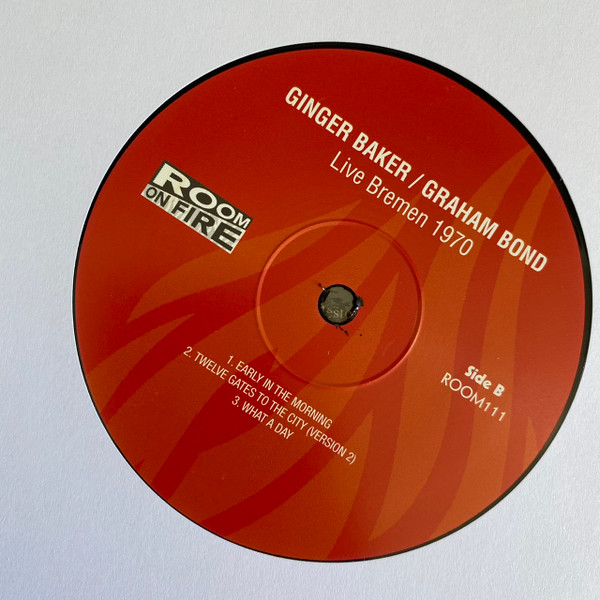 GINGER BAKER / GRAHAM BOND
Live Bremen 1970
ROOM
ON FIRE
Side B
ROOM111
1. EARLY IN THE MORNING
2. TWELVE GATES TO THE CITY (VERSION 2)
3. WHAT A DAY